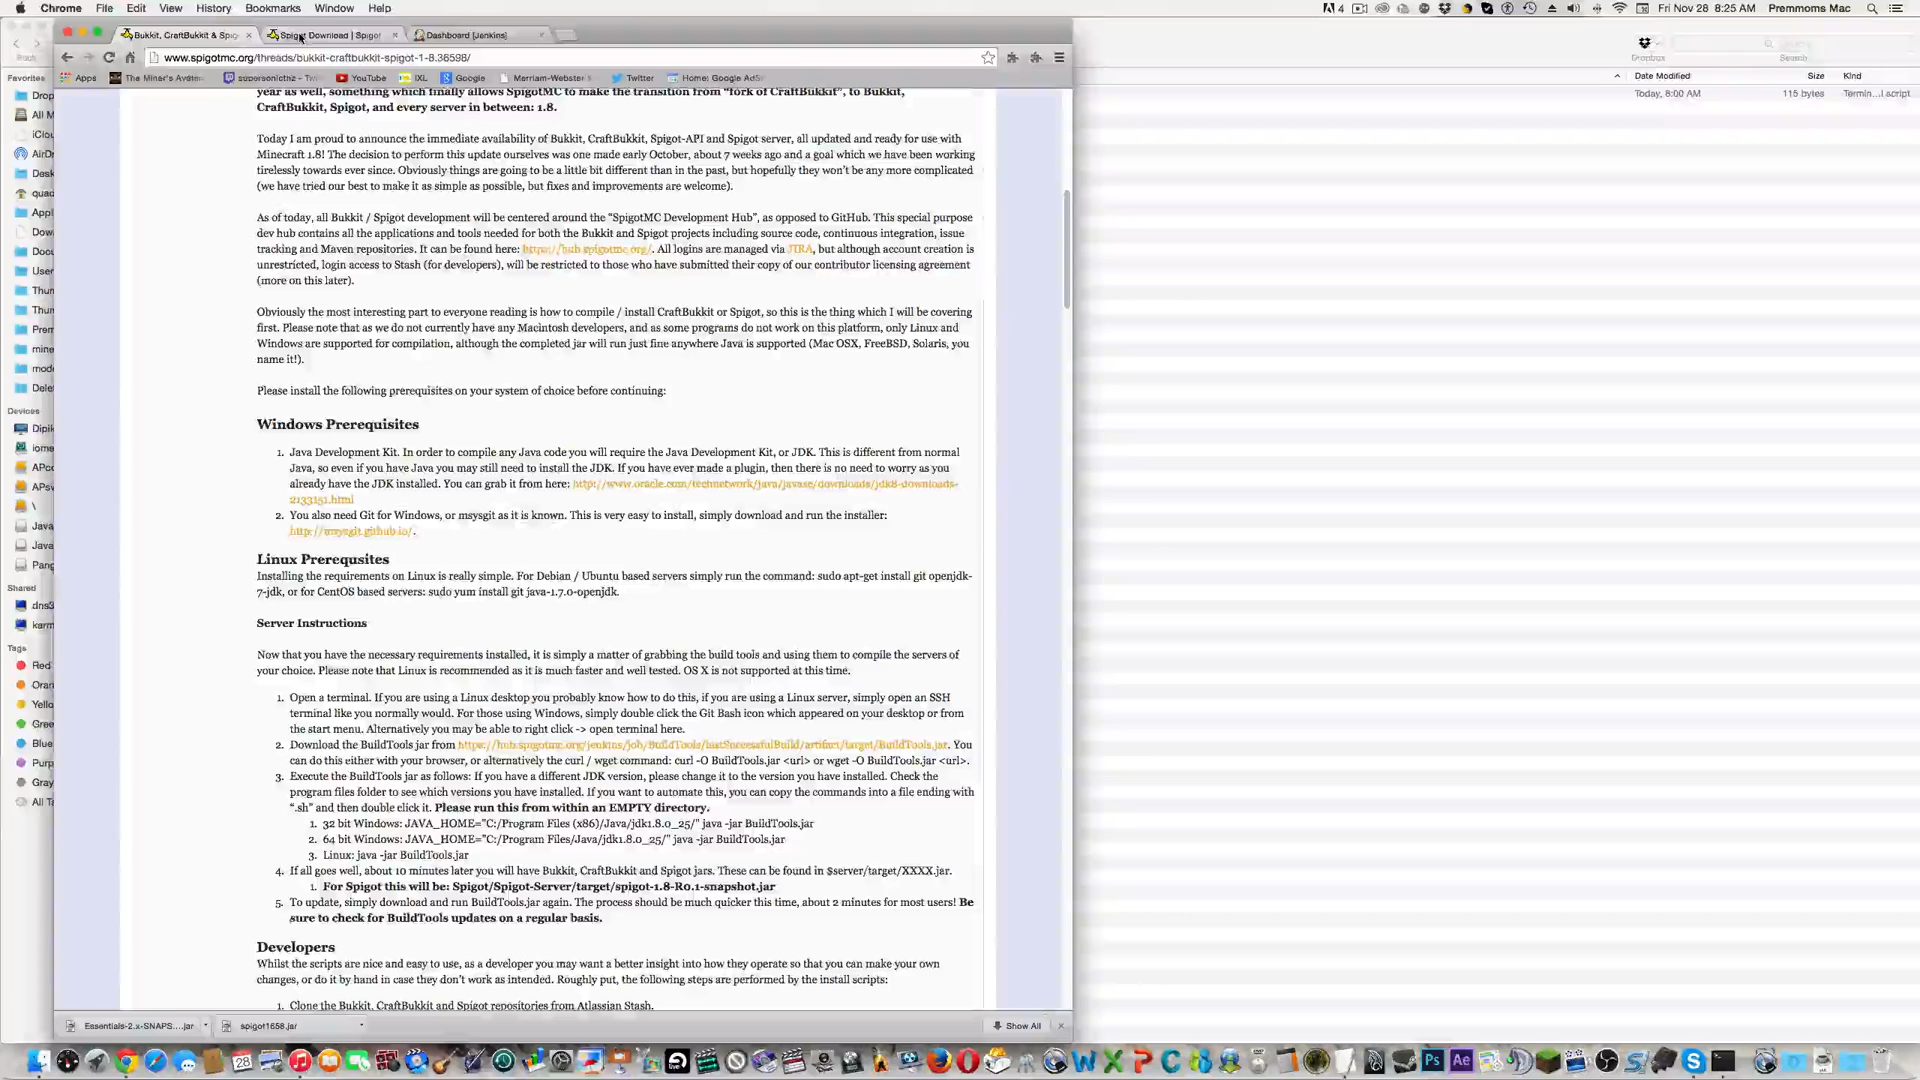 Chrome File Edit View History Bookmarks Window Help
4 Fri Nov 28 8:25 AM Premmoms Mac
Bukkit, CraftBukkit & Spig Spigot Download | Spigot Dashboard [Jenkins]
www.spigotmc.org/threads/bukkit-craftbukkit-spigot-1-8.36598/
Apps The Miner's Avdem supersonicthz - Twi YouTube IXL Google Merriam-Webster Twitter Home: Google AdS
Back Dropbox Search
Favorites Date Modified Size Kind
Today, 8:00 AM 115 bytes Termin...l script
Drop
All M
iClou
AirDr
Desk
quad
Appl
Dow
Docu
User
Thun
Thun
Prem
mine
mode
Dele
Devices
Dipik
iome
APco
APsv
Java
Java
Pang
Shared
dns3
karm
Tags
Red
Oran
Yello
Gree
Blue
Purp
Gray
All Ta
year as well, something which finally allows SpigotMC to make the transition from "fork of CraftBukkit", to Bukkit,
CraftBukkit, Spigot, and every server in between: 1.8.
Today I am proud to announce the immediate availability of Bukkit, CraftBukkit, Spigot-API and Spigot server, all updated and ready for use with
Minecraft 1.8! The decision to perform this update ourselves was one made early October, about 7 weeks ago and a goal which we have been working
tirelessly towards ever since. Obviously things are going to be a little bit different than in the past, but hopefully they won't be any more complicated
(we have tried our best to make it as simple as possible, but fixes and improvements are welcome).
As of today, all Bukkit / Spigot development will be centered around the "SpigotMC Development Hub", as opposed to GitHub. This special purpose
dev hub contains all the applications and tools needed for both the Bukkit and Spigot projects including source code, continuous integration, issue
tracking and Maven repositories. It can be found here: https://hub.spigotmc.org/. All logins are managed via JIRA, but although account creation is
unrestricted, login access to Stash (for developers), will be restricted to those who have submitted their copy of our contributor licensing agreement
(more on this later).
Obviously the most interesting part to everyone reading is how to compile / install CraftBukkit or Spigot, so this is the thing which I will be covering
first. Please note that as we do not currently have any Macintosh developers, and as some programs do not work on this platform, only Linux and
Windows are supported for compilation, although the completed jar will run just fine anywhere Java is supported (Mac OSX, FreeBSD, Solaris, you
name it!).
Please install the following prerequisites on your system of choice before continuing:
Windows Prerequisites
1. Java Development Kit. In order to compile any Java code you will require the Java Development Kit, or JDK. This is different from normal
Java, so even if you have Java you may still need to install the JDK. If you have ever made a plugin, then there is no need to worry as you
already have the JDK installed. You can grab it from here: http://www.oracle.com/technetwork/java/javase/downloads/jdk8-downloads-
2133151.html
2. You also need Git for Windows, or msysgit as it is known. This is very easy to install, simply download and run the installer:
http://msysgit.github.io/.
Linux Prerequsites
Installing the requirements on Linux is really simple. For Debian / Ubuntu based servers simply run the command: sudo apt-get install git openjdk-
7-jdk, or for CentOS based servers: sudo yum install git java-1.7.0-openjdk.
Server Instructions
Now that you have the necessary requirements installed, it is simply a matter of grabbing the build tools and using them to compile the servers of
your choice. Please note that Linux is recommended as it is much faster and well tested. OS X is not supported at this time.
1. Open a terminal. If you are using a Linux desktop you probably know how to do this, if you are using a Linux server, simply open an SSH
terminal like you normally would. For those using Windows, simply double click the Git Bash icon which appeared on your desktop or from
the start menu. Alternatively you may be able to right click -> open terminal here.
2. Download the BuildTools jar from https://hub.spigotmc.org/jenkins/job/BuildTools/lastSuccessfulBuild/artifact/target/BuildTools.jar. You
can do this either with your browser, or alternatively the curl / wget command: curl -O BuildTools.jar <url> or wget -O BuildTools.jar <url>.
3. Execute the BuildTools jar as follows: If you have a different JDK version, please change it to the version you have installed. Check the
program files folder to see which versions you have installed. If you want to automate this, you can copy the commands into a file ending with
".sh" and then double click it. Please run this from within an EMPTY directory.
1. 32 bit Windows: JAVA_HOME="C:/Program Files (x86)/Java/jdk1.8.0_25/" java -jar BuildTools.jar
2. 64 bit Windows: JAVA_HOME="C:/Program Files/Java/jdk1.8.0_25/" java -jar BuildTools.jar
3. Linux: java -jar BuildTools.jar
4. If all goes well, about 10 minutes later you will have Bukkit, CraftBukkit and Spigot jars. These can be found in $server/target/XXXX.jar.
1. For Spigot this will be: Spigot/Spigot-Server/target/spigot-1.8-R0.1-snapshot.jar
5. To update, simply download and run BuildTools.jar again. The process should be much quicker this time, about 2 minutes for most users! Be
sure to check for BuildTools updates on a regular basis.
Developers
Whilst the scripts are nice and easy to use, as a developer you may want a better insight into how they operate so that you can make your own
changes, or do it by hand in case they don't work as intended. Roughly put, the following steps are performed by the install scripts:
1. Clone the Bukkit, CraftBukkit and Spigot repositories from Atlassian Stash.
Essentials-2.x-SNAPS....jar spigot1658.jar Show All